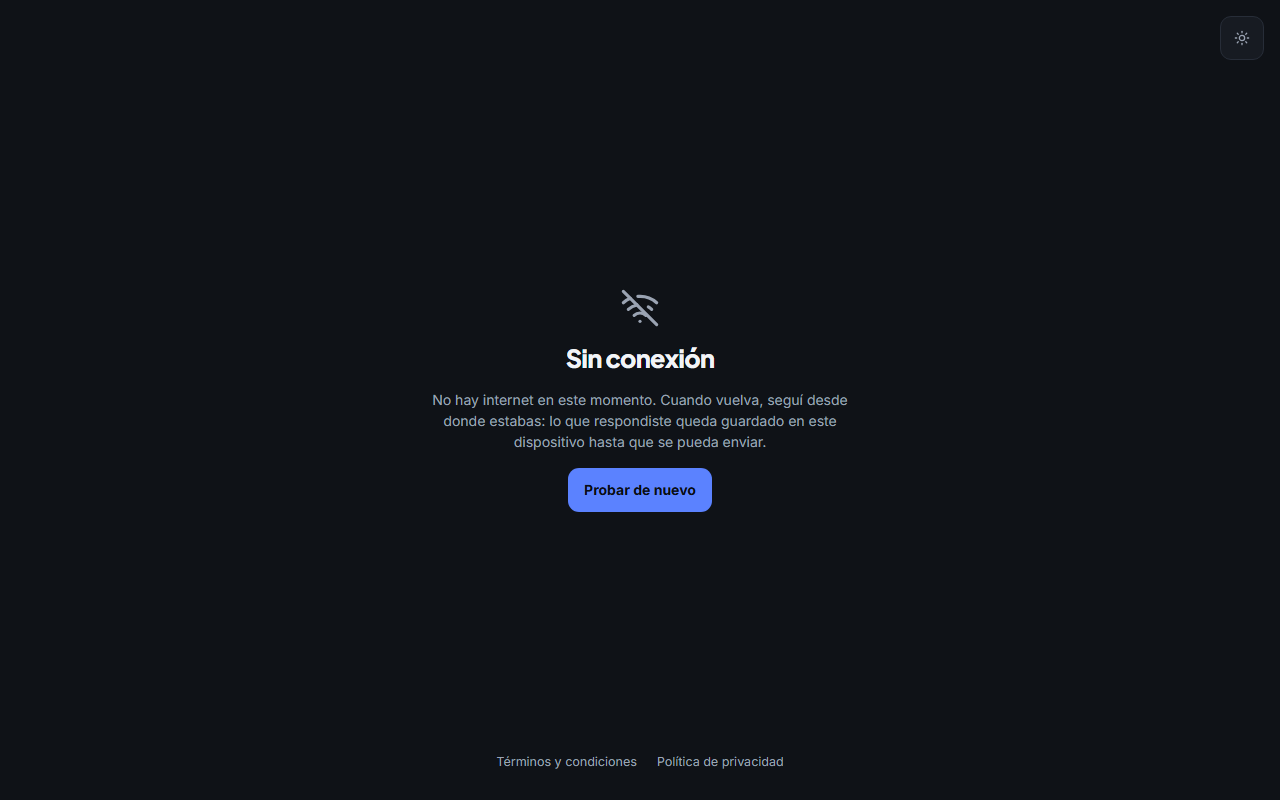 Sin conexión
No hay internet en este momento. Cuando vuelva, seguí desde
donde estabas: lo que respondiste queda guardado en este
dispositivo hasta que se pueda enviar.
Probar de nuevo
Términos y condiciones
Política de privacidad